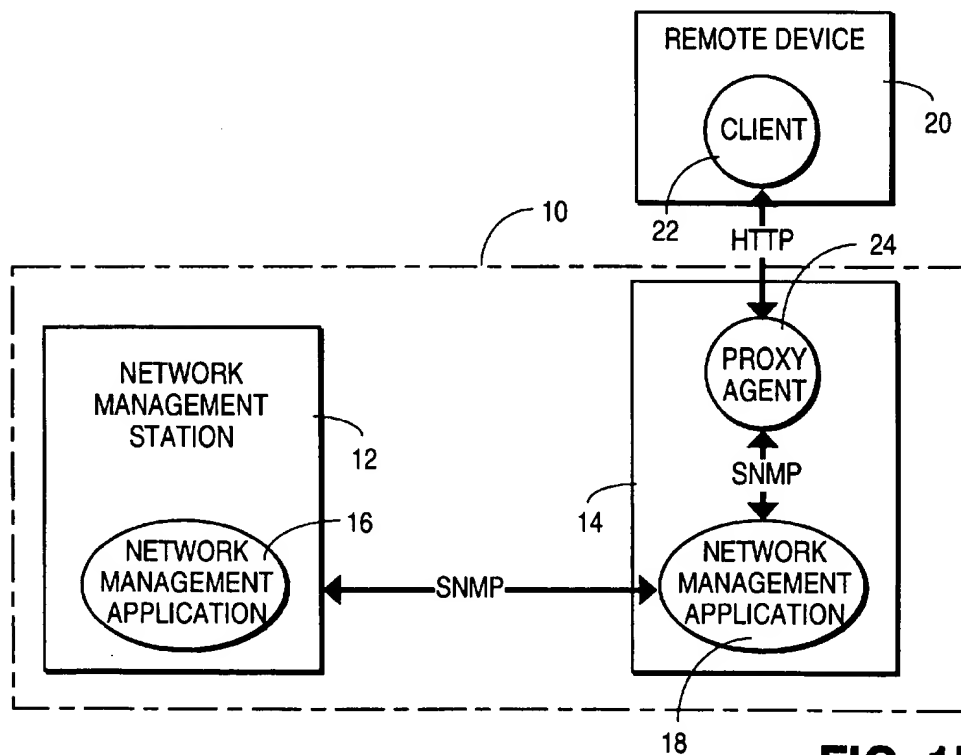 REMOTE DEVICE
20
CLIENT
22
HTTP
10
24
NETWORK
MANAGEMENT
STATION
12
PROXY
AGENT
SNMP
14
16
NETWORK
MANAGEMENT
APPLICATION
SNMP
NETWORK
MANAGEMENT
APPLICATION
18